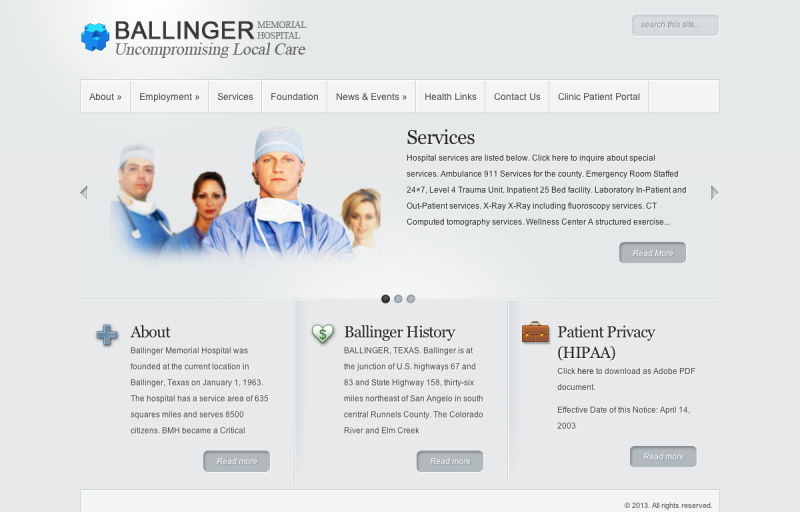 BALLINGER MEMORIAL HOSPITAL
Uncompromising Local Care
search this site...
About »
Employment »
Services
Foundation
News & Events »
Health Links
Contact Us
Clinic Patient Portal
Services
Hospital services are listed below. Click here to inquire about special
services. Ambulance 911 Services for the county. Emergency Room Staffed
24×7, Level 4 Trauma Unit. Inpatient 25 Bed facility. Laboratory In-Patient and
Out-Patient services. X-Ray X-Ray including fluoroscopy services. CT
Computed tomography services. Wellness Center A structured exercise...
Read More
About
Ballinger Memorial Hospital was
founded at the current location in
Ballinger, Texas on January 1, 1963.
The hospital has a service area of 635
squares miles and serves 8500
citizens. BMH became a Critical
Read more
Ballinger History
BALLINGER, TEXAS. Ballinger is at
the junction of U.S. highways 67 and
83 and State Highway 158, thirty-six
miles northeast of San Angelo in south
central Runnels County. The Colorado
River and Elm Creek
Read more
Patient Privacy
(HIPAA)
Click here to download as Adobe PDF
document.
Effective Date of this Notice: April 14,
2003
Read more
© 2013. All rights reserved.